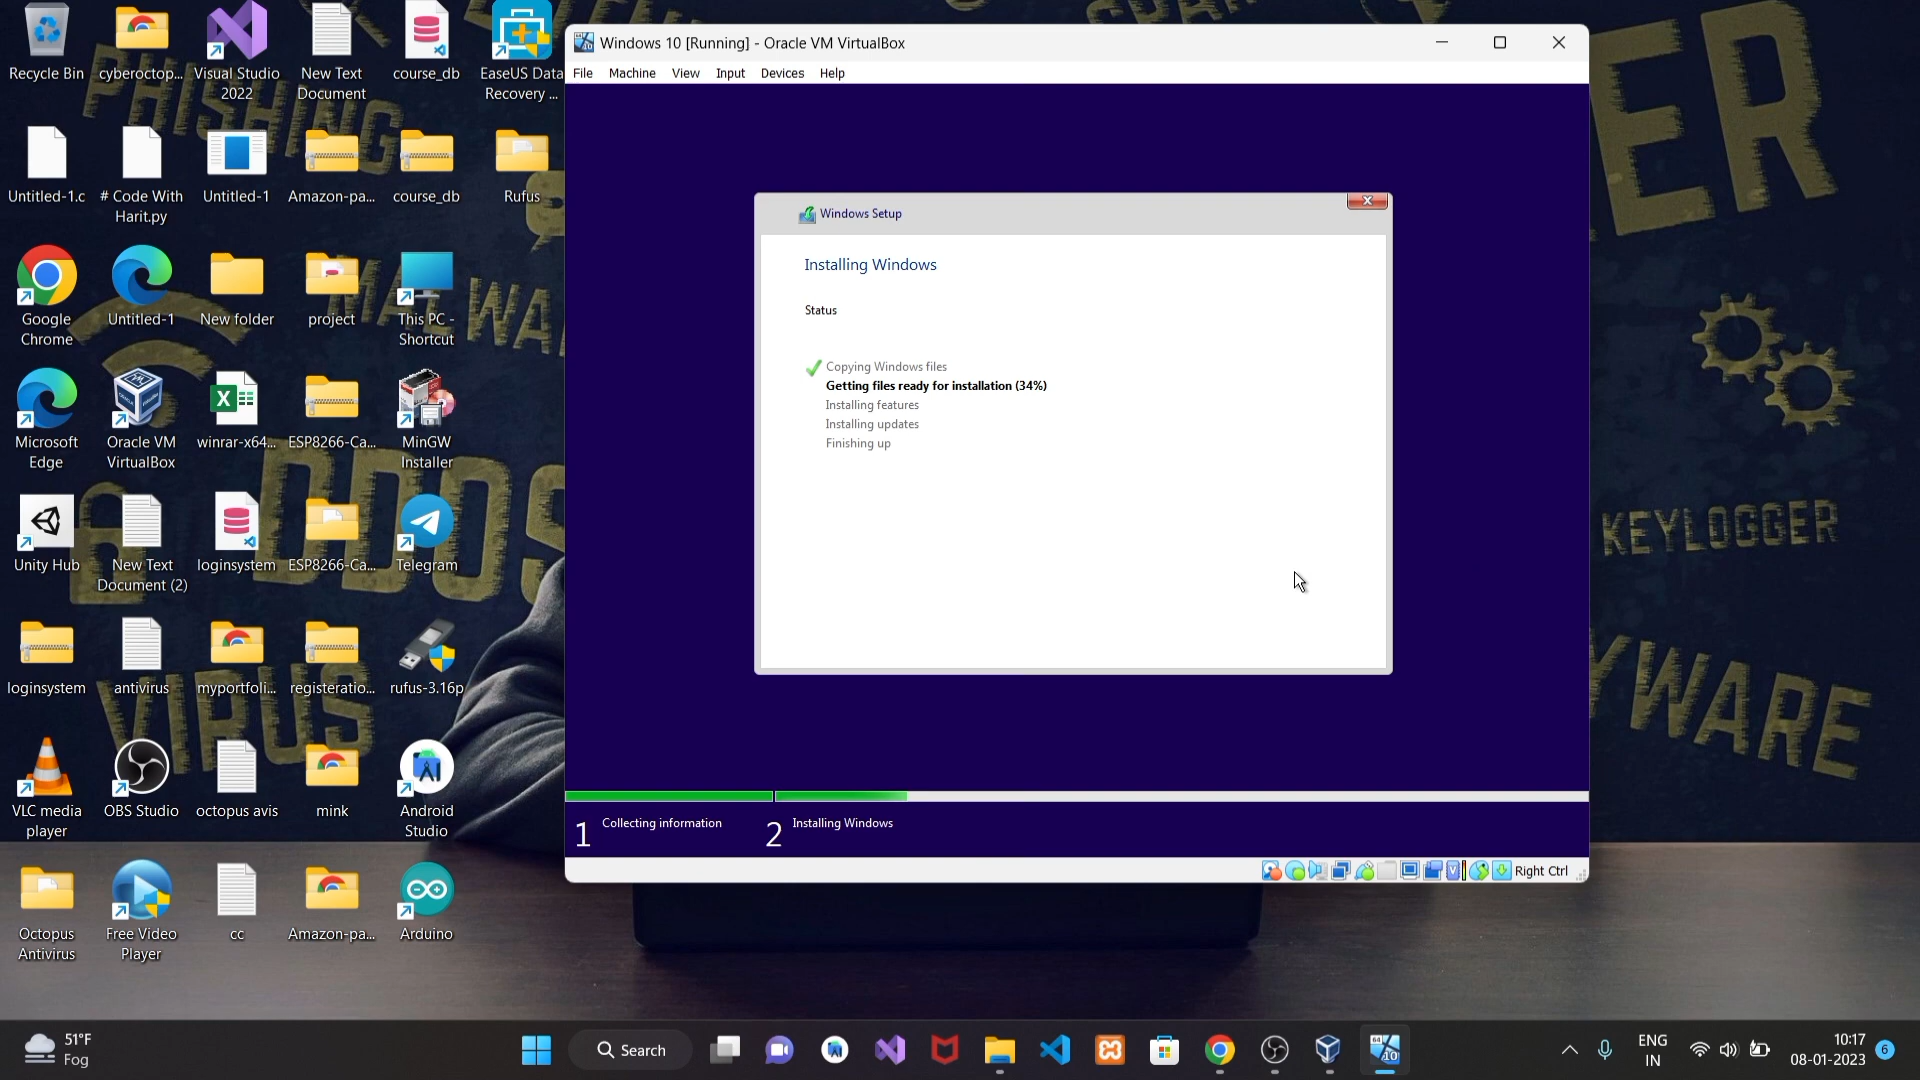 Recycle Bin
cyberoctop...
Visual Studio
2022
New Text
Document
course_db
EaseUS Data
Recovery ...
Untitled-1.c
# Code With
Harit.py
Untitled-1
Amazon-pa...
course_db
Rufus
Google
Chrome
Untitled-1
New folder
project
This PC -
Shortcut
Microsoft
Edge
Oracle VM
VirtualBox
winrar-x64...
ESP8266-Ca...
MinGW
Installer
Unity Hub
New Text
Document (2)
loginsystem
ESP8266-Ca...
Telegram
loginsystem
antivirus
myportfoli...
registeratio...
rufus-3.16p
VLC media
player
OBS Studio
octopus avis
mink
Android
Studio
Octopus
Antivirus
Free Video
Player
cc
Amazon-pa...
Arduino
PHISHING
MALWARE
DDOS
VIRUS
KEYLOGGER
Windows 10 [Running] - Oracle VM VirtualBox
File Machine View Input Devices Help
Windows Setup
Installing Windows
Status
Copying Windows files
Getting files ready for installation (34%)
Installing features
Installing updates
Finishing up
1 Collecting information
2 Installing Windows
Right Ctrl
51°F
Fog
Search
ENG
IN
10:17
08-01-2023
6